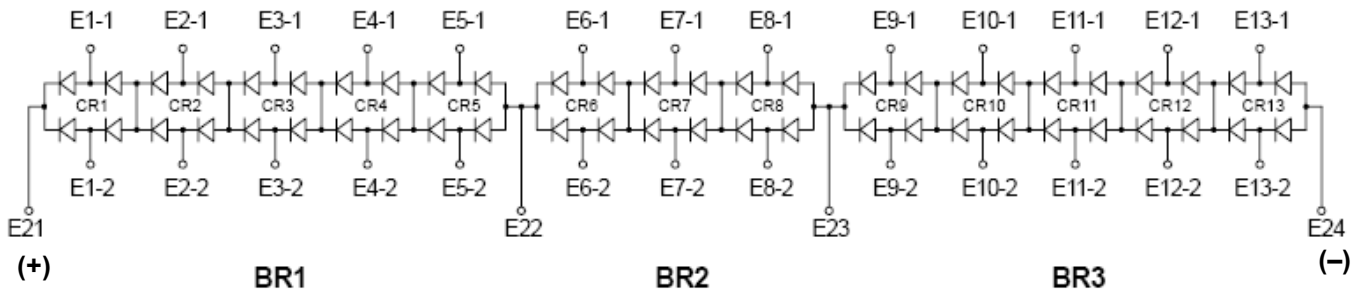 E1-1 E2-1 E3-1 E4-1 E5-1 E6-1 E7-1 E8-1 E9-1 E10-1 E11-1 E12-1 E13-1
CR1 CR2 CR3 CR4 CR5 CR6 CR7 CR8 CR9 CR10 CR11 CR12 CR13
E1-2 E2-2 E3-2 E4-2 E5-2 E6-2 E7-2 E8-2 E9-2 E10-2 E11-2 E12-2 E13-2
E21 E22 E23 E24
(+) (–)
BR1 BR2 BR3